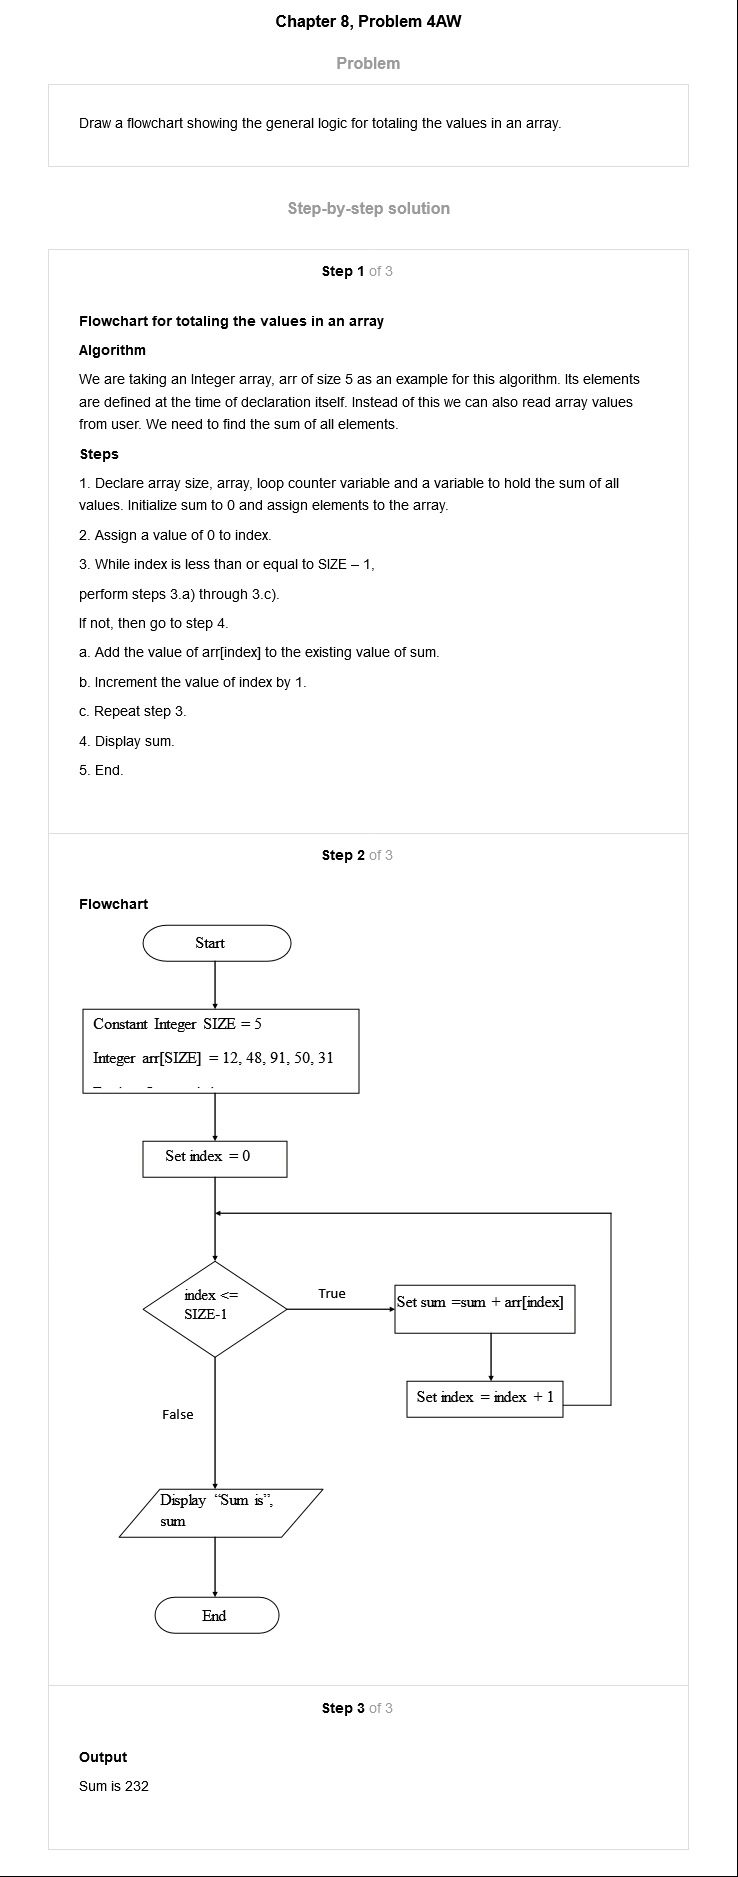 Chapter 8, Problem 4AW
Problem
Draw a flowchart showing the general logic for totaling the values in an array.
Step-by-step solution
Step 1 of 3
Flowchart for totaling the values in an array
Algorithm
We are taking an Integer array, arr of size 5 as an example for this algorithm. Its elements
are defined at the time of declaration itself. Instead of this we can also read array values
from user. We need to find the sum of all elements.
Steps
1. Declare array size, array, loop counter variable and a variable to hold the sum of all
values. Initialize sum to 0 and assign elements to the array.
2. Assign a value of 0 to index.
3. While index is less than or equal to SIZE – 1,
perform steps 3.a) through 3.c).
If not, then go to step 4.
a. Add the value of arr[index] to the existing value of sum.
b. Increment the value of index by 1.
c. Repeat step 3.
4. Display sum.
5. End.
Step 2 of 3
Flowchart
Start
Constant Integer SIZE = 5
Integer arr[SIZE] = 12, 48, 91, 50, 31
Set index = 0
index <=
SIZE-1
True
Set sum =sum + arr[index]
Set index = index + 1
False
Display “Sum is”,
sum
End
Step 3 of 3
Output
Sum is 232